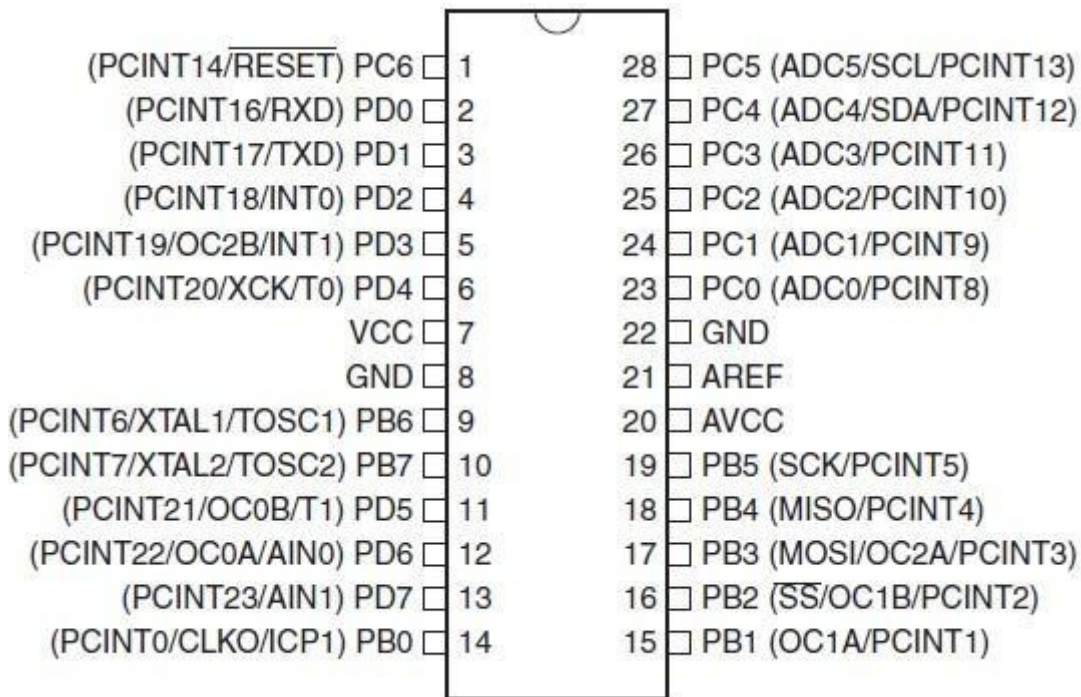 (PCINT14/RESET) PC6 1 28 PC5 (ADC5/SCL/PCINT13)
(PCINT16/RXD) PD0 2 27 PC4 (ADC4/SDA/PCINT12)
(PCINT17/TXD) PD1 3 26 PC3 (ADC3/PCINT11)
(PCINT18/INT0) PD2 4 25 PC2 (ADC2/PCINT10)
(PCINT19/OC2B/INT1) PD3 5 24 PC1 (ADC1/PCINT9)
(PCINT20/XCK/T0) PD4 6 23 PC0 (ADC0/PCINT8)
VCC 7 22 GND
GND 8 21 AREF
(PCINT6/XTAL1/TOSC1) PB6 9 20 AVCC
(PCINT7/XTAL2/TOSC2) PB7 10 19 PB5 (SCK/PCINT5)
(PCINT21/OC0B/T1) PD5 11 18 PB4 (MISO/PCINT4)
(PCINT22/OC0A/AIN0) PD6 12 17 PB3 (MOSI/OC2A/PCINT3)
(PCINT23/AIN1) PD7 13 16 PB2 (SS/OC1B/PCINT2)
(PCINT0/CLKO/ICP1) PB0 14 15 PB1 (OC1A/PCINT1)